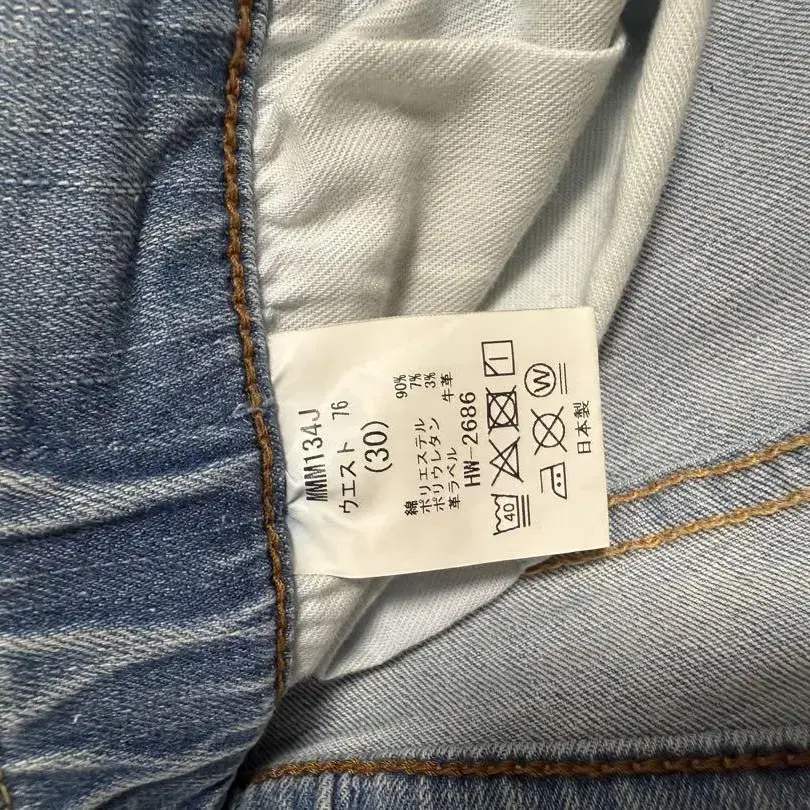 MMM134J
ウエスト 76
(30)
綿 90%
ポリエステル 7%
ポリウレタン 3%
革ラベル 牛革
HW-2686
40
W
日本製